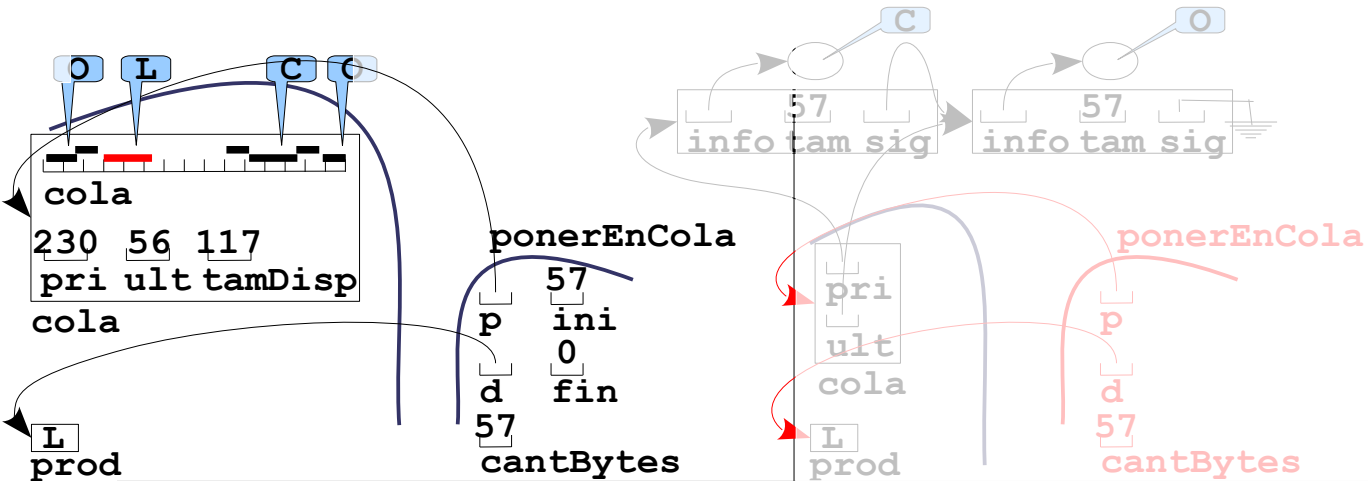 C O
O L C O
57 57
info tam sig info tam sig
cola
230 56 117
pri ult tamDisp
cola
ponerEnCola
57
p ini
0
d fin
57
cantBytes
L
prod
pri
ult
cola
L
prod
ponerEnCola
p
d
57
cantBytes